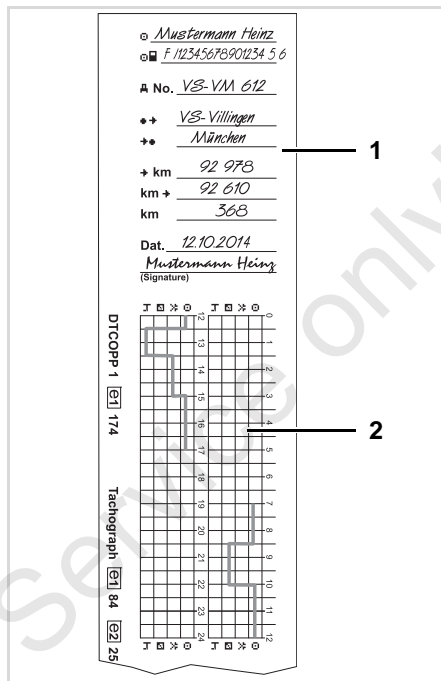 Mustermann Heinz
F /12345678901234 5 6
No. VS-VM 612
VS-Villingen
München
km 92 978
km 92 610
km 368
Dat. 12.10.2014
Mustermann Heinz
(Signature)
1
12 13 14 15 16 17 18 19 20 21 22 23 24
0 1 2 3 4 5 6 7 8 9 10 11 12
2
DTCOPP 1 e1 174 Tachograph e1 84 e2 25
Service only